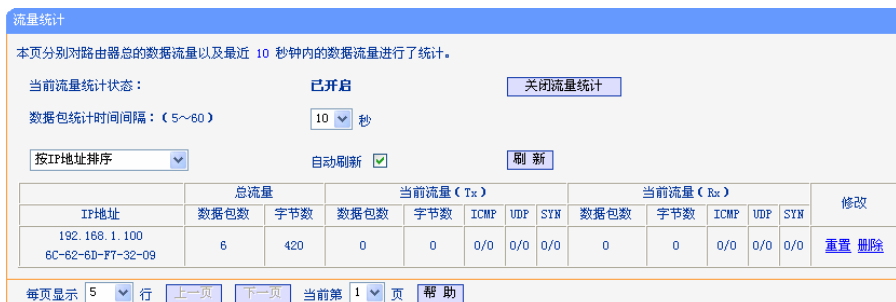 流量统计
本页分别对路由器总的数据流量以及最近 10 秒钟内的数据流量进行了统计。
当前流量统计状态： 已开启 关闭流量统计
数据包统计时间间隔：（5～60） 10 秒
按IP地址排序 自动刷新 刷 新
总流量 当前流量（Tx） 当前流量（Rx） 修改
IP地址 数据包数 字节数 数据包数 字节数 ICMP UDP SYN 数据包数 字节数 ICMP UDP SYN
192.168.1.100
6C-62-6D-F7-32-09
6 420 0 0 0/0 0/0 0/0 0 0 0/0 0/0 0/0 重置 删除
每页显示 5 行 上一页 下一页 当前第 1 页 帮 助